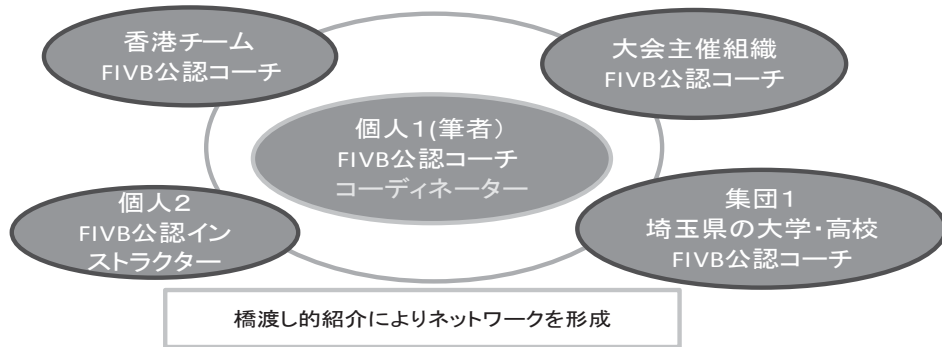 香港チーム
FIVB公認コーチ
大会主催組織
FIVB公認コーチ
個人１(筆者）
FIVB公認コーチ
コーディネーター
個人２
FIVB公認イン
ストラクター
集団１
埼玉県の大学・高校
FIVB公認コーチ
橋渡し的紹介によりネットワークを形成